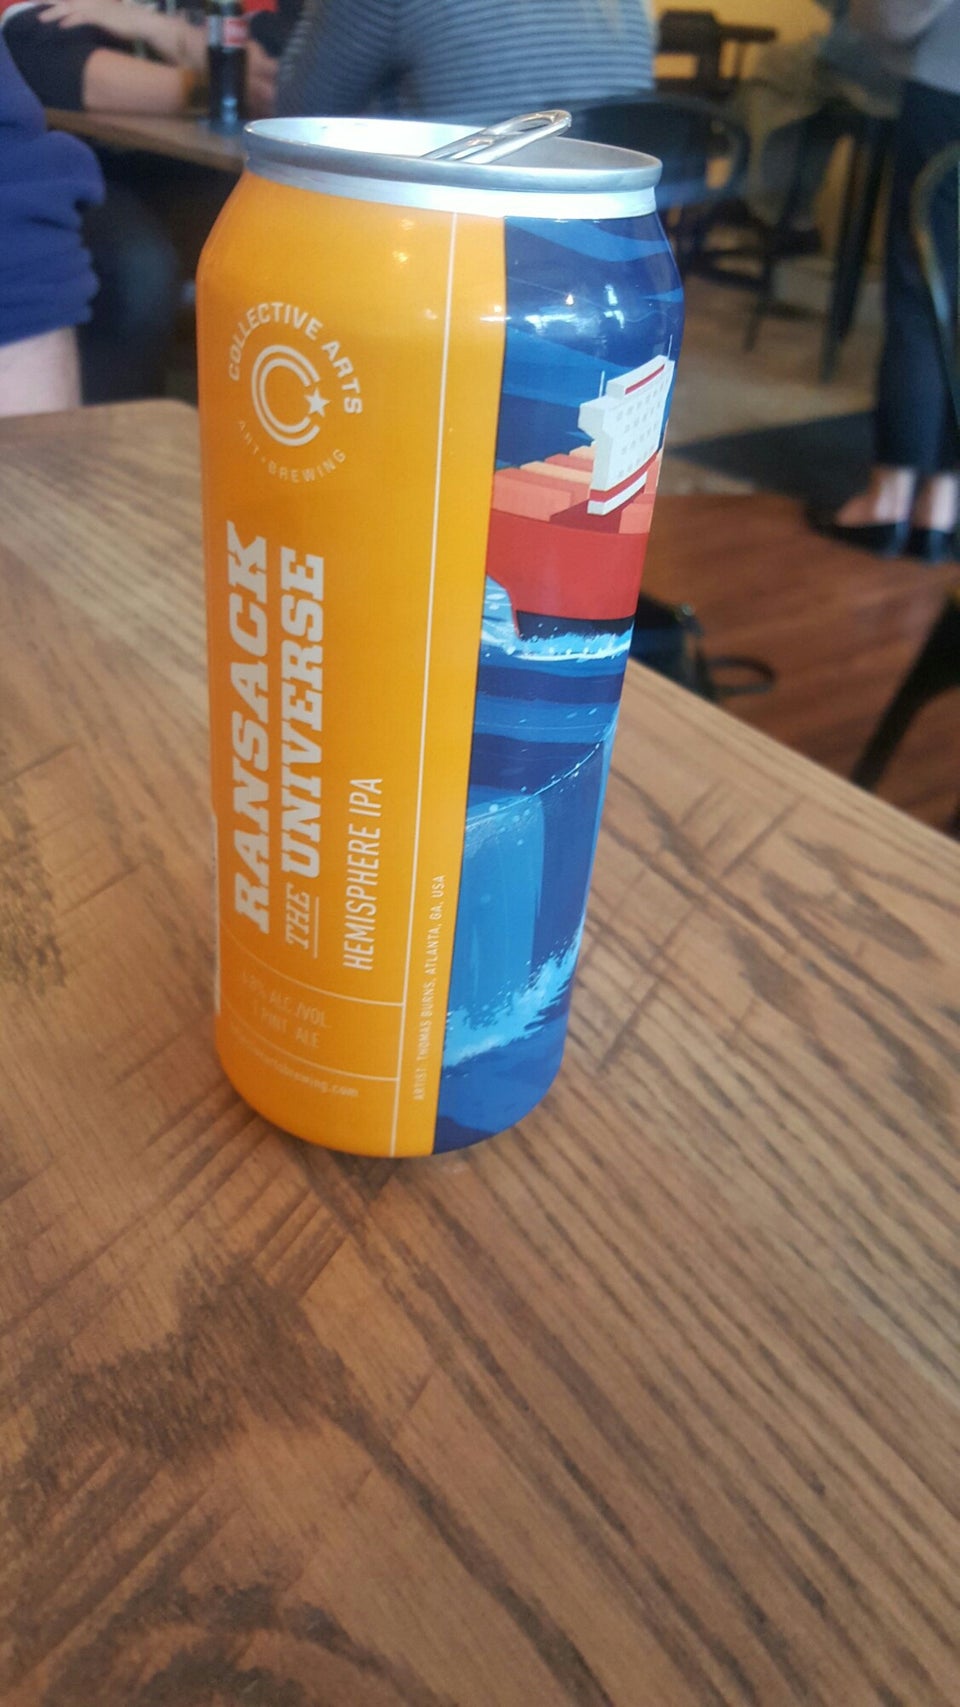 COLLECTIVE ARTS
ART • BREWING
RANSACK
THE UNIVERSE
HEMISPHERE IPA
ALC./VOL.
1 PINT ALE
ARTIST: THOMAS BURNS, ATLANTA, GA, USA